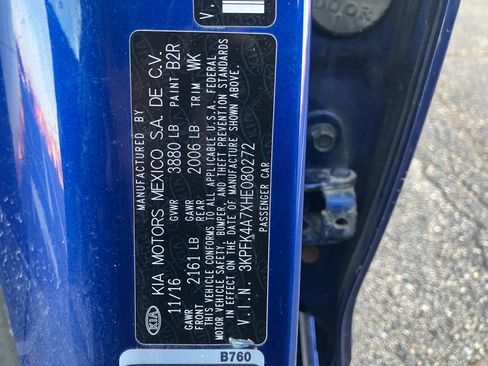 MANUFACTURED BY
KIA KIA MOTORS MEXICO S.A. DE C.V.
11/16 GVWR 3880 LB PAINT B2R
GAWR FRONT 2161 LB GAWR REAR 2006 LB TRIM WK
THIS VEHICLE CONFORMS TO ALL APPLICABLE U.S.A. FEDERAL
MOTOR VEHICLE SAFETY, BUMPER, AND THEFT PREVENTION STANDARDS
IN EFFECT ON THE DATE OF MANUFACTURE SHOWN ABOVE.
V.I.N. 3KPFK4A7XHE080272
PASSENGER CAR
B760
V.
DOOR